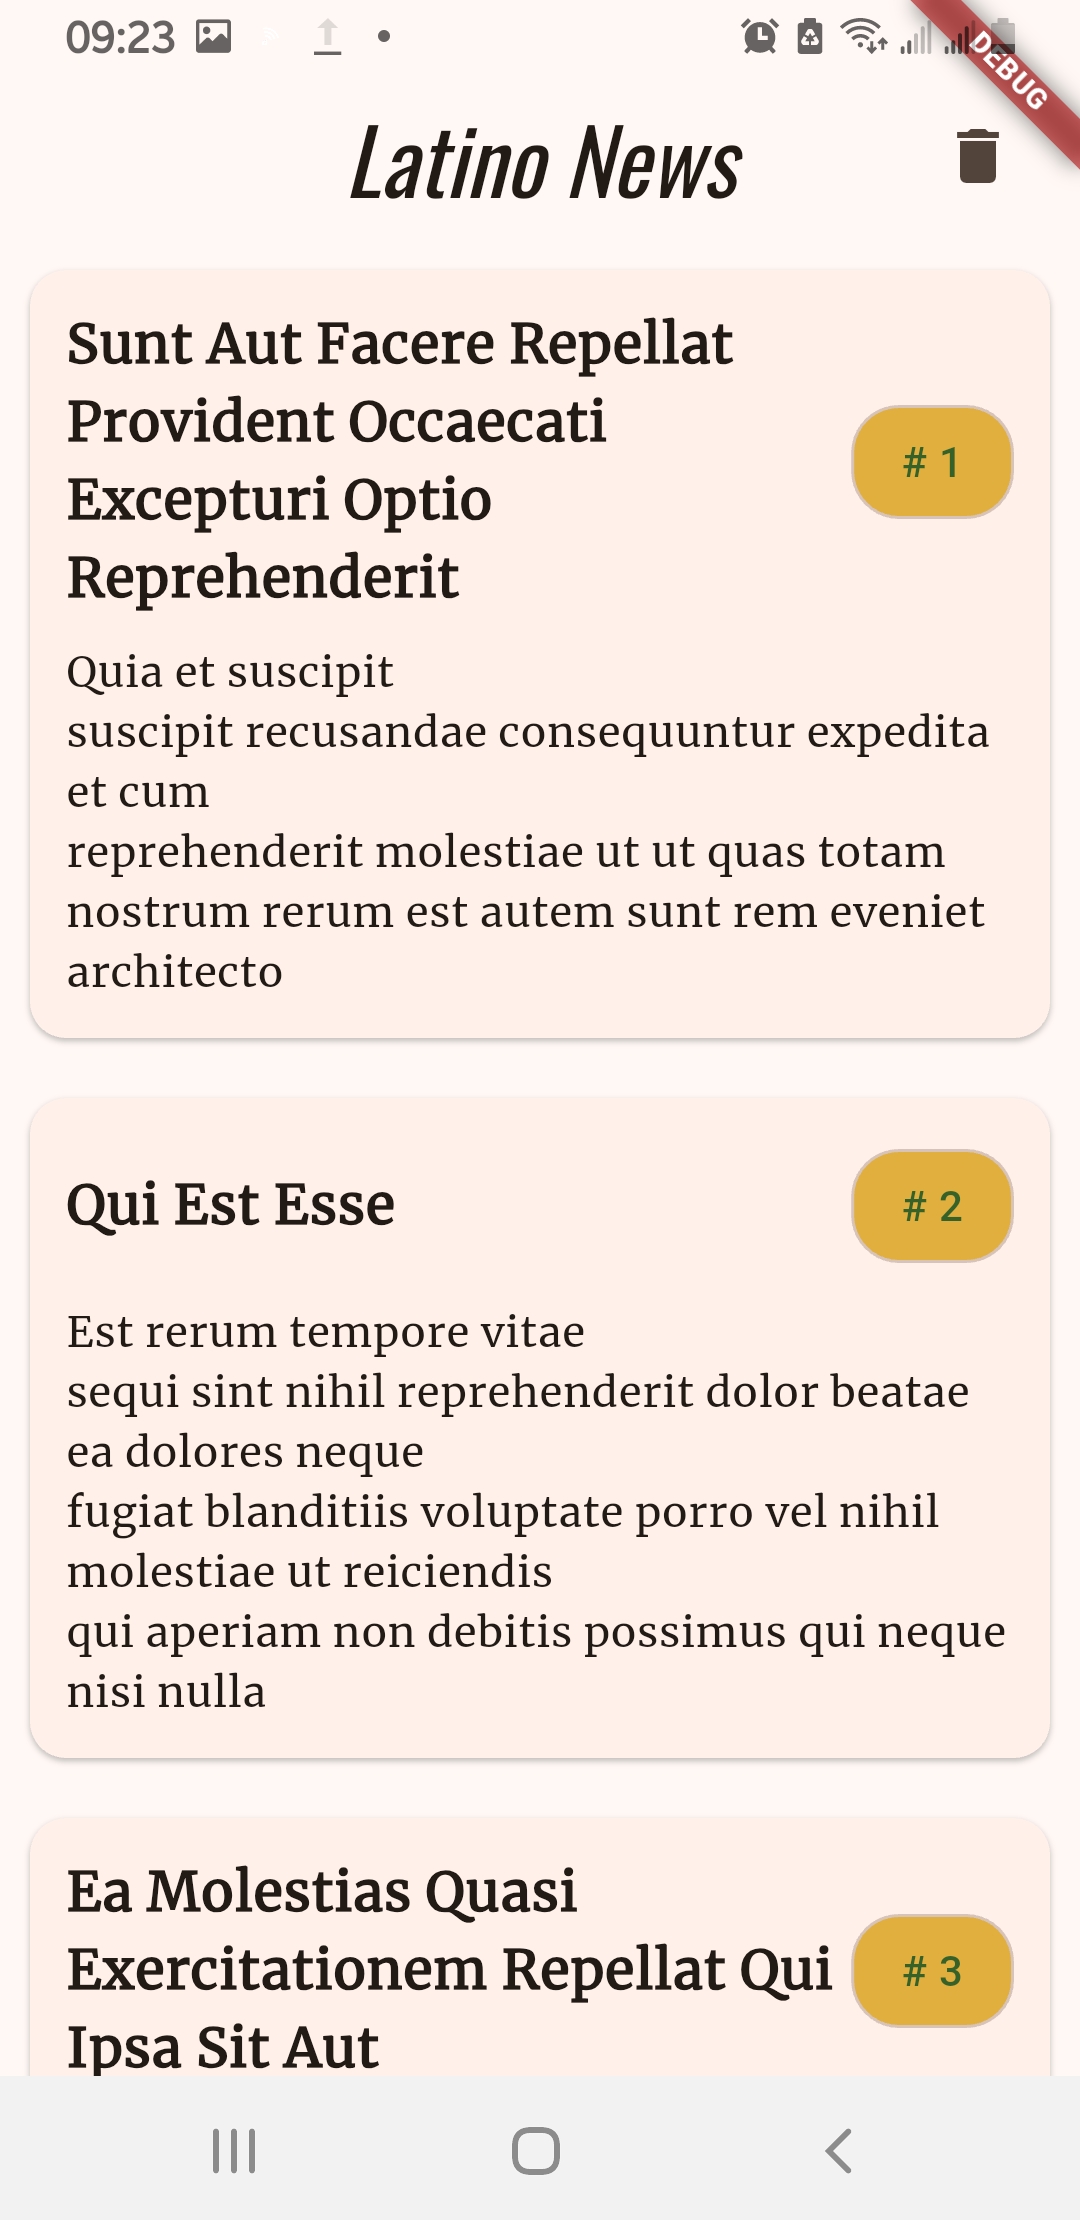 09:23
DEBUG
Latino News
Sunt Aut Facere Repellat
Provident Occaecati
Excepturi Optio
Reprehenderit
# 1
Quia et suscipit
suscipit recusandae consequuntur expedita
et cum
reprehenderit molestiae ut ut quas totam
nostrum rerum est autem sunt rem eveniet
architecto
Qui Est Esse
# 2
Est rerum tempore vitae
sequi sint nihil reprehenderit dolor beatae
ea dolores neque
fugiat blanditiis voluptate porro vel nihil
molestiae ut reiciendis
qui aperiam non debitis possimus qui neque
nisi nulla
Ea Molestias Quasi
Exercitationem Repellat Qui
Ipsa Sit Aut
# 3